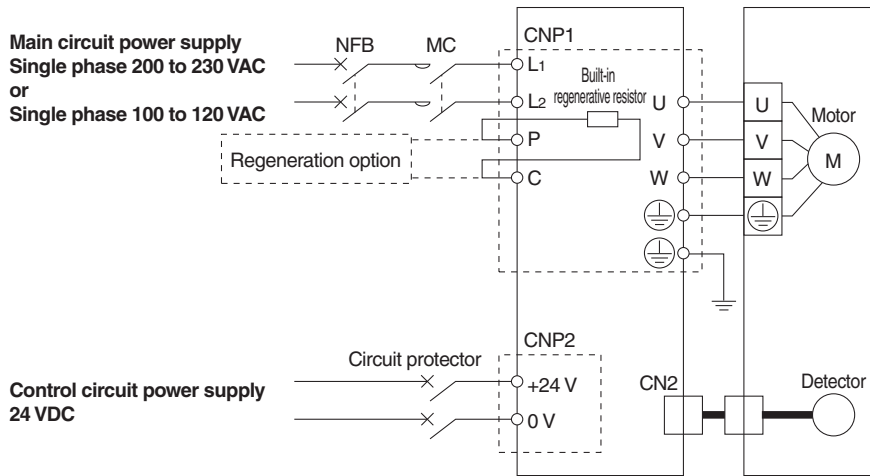 Main circuit power supply
Single phase 200 to 230 VAC
or
Single phase 100 to 120 VAC
NFB
MC
CNP1
L1
L2
P
C
Built-in
regenerative resistor
Regeneration option
U
V
W
U
V
W
Motor
M
Control circuit power supply
24 VDC
Circuit protector
CNP2
+24 V
0 V
CN2
Detector